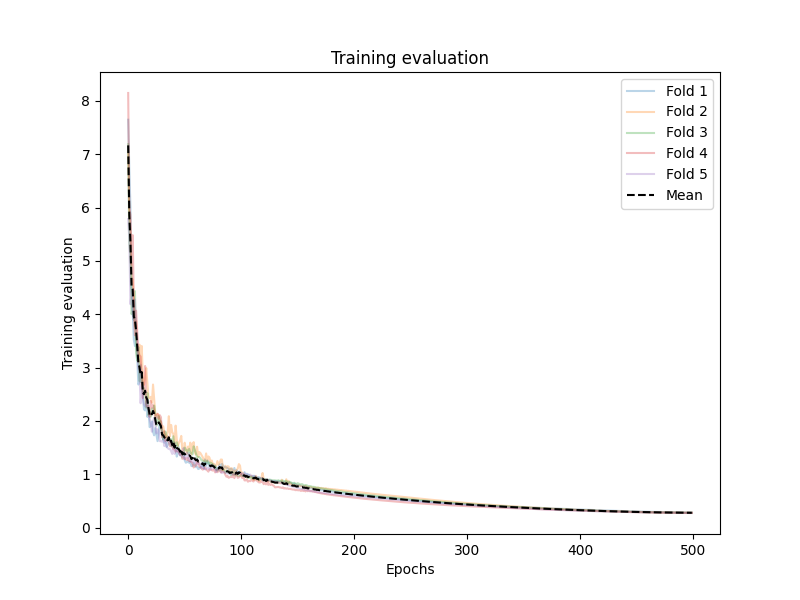 Training evaluation
Fold 1
Fold 2
Fold 3
Fold 4
Fold 5
Mean
Training evaluation
8
7
6
5
4
3
2
1
0
0 100 200 300 400 500
Epochs